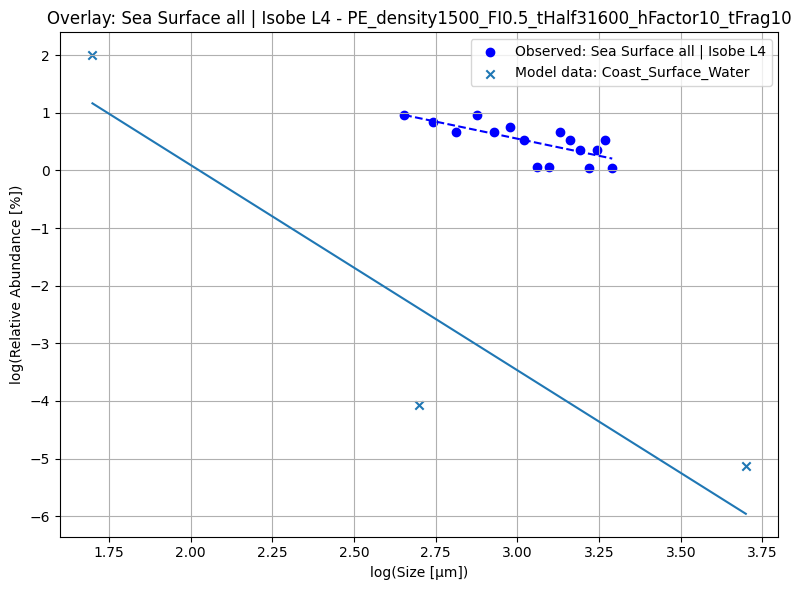 Overlay: Sea Surface all | Isobe L4 - PE_density1500_FI0.5_tHalf31600_hFactor10_tFrag10
Observed: Sea Surface all | Isobe L4
Model data: Coast_Surface_Water
log(Relative Abundance [%])
2
1
0
−1
−2
−3
−4
−5
−6
1.75 2.00 2.25 2.50 2.75 3.00 3.25 3.50 3.75
log(Size [µm])